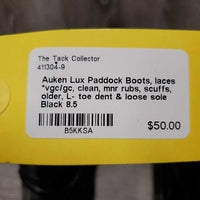 The Tack Collector
411304-9
Auken Lux Paddock Boots, laces
*vgc/gc, clean, mnr rubs, scuffs,
older, L- toe dent & loose sole
Black 8.5
B5KKSA
$50.00